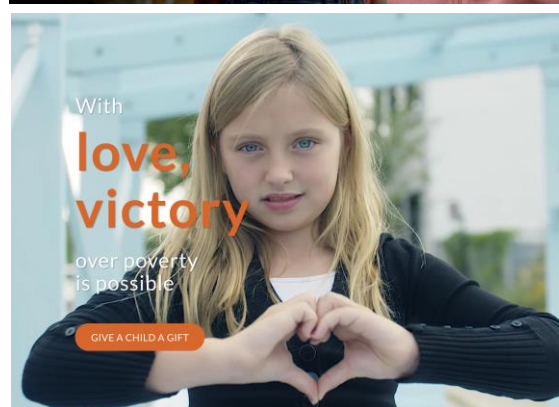 With
love,
victory
over poverty
is possible
GIVE A CHILD A GIFT